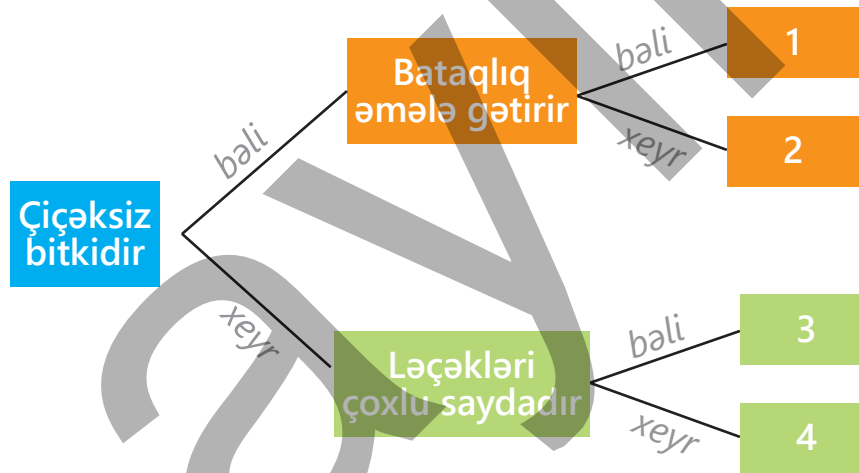 Çiçəksiz
bitkidir
bəli
xeyr
Bataqlıq
əmələ gətirir
bəli
xeyr
1
2
Ləçəkləri
çoxlu saydadır
bəli
xeyr
3
4